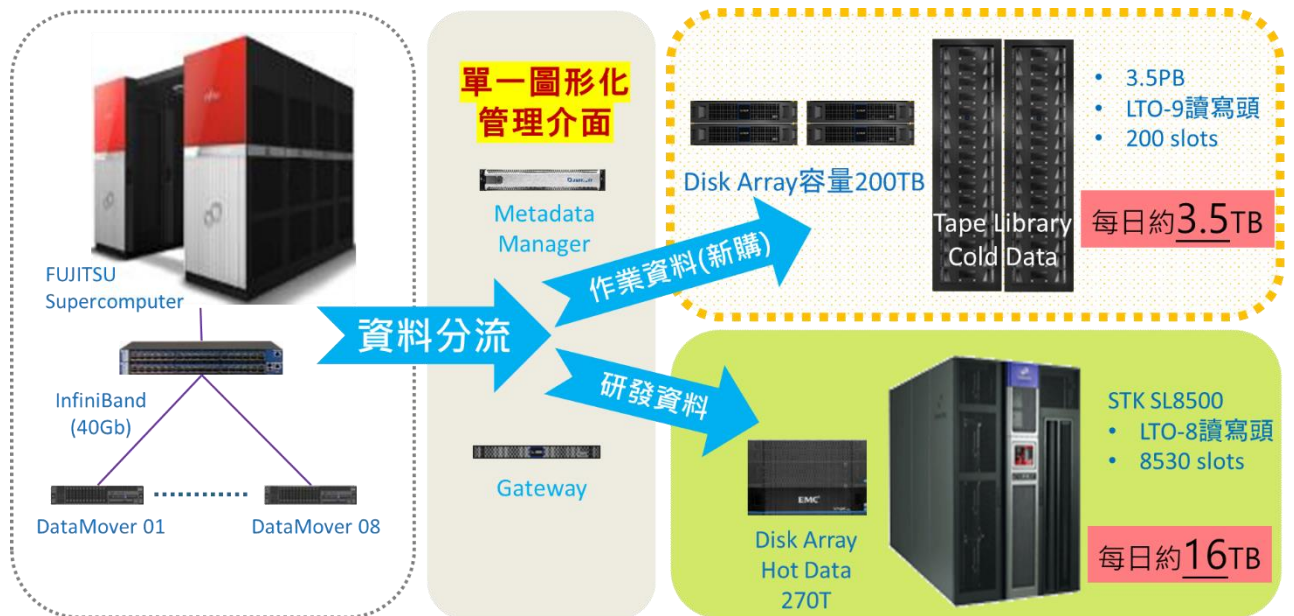 FUJITSU
Supercomputer
InfiniBand
(40Gb)
DataMover 01
DataMover 08
資料分流
單一圖形化
管理介面
Metadata
Manager
Gateway
作業資料(新購)
研發資料
Disk Array容量200TB
Tape Library
Cold Data
• 3.5PB
• LTO-9讀寫頭
• 200 slots
每日約3.5TB
EMC
Disk Array
Hot Data
270T
STK SL8500
• LTO-8讀寫頭
• 8530 slots
每日約16TB